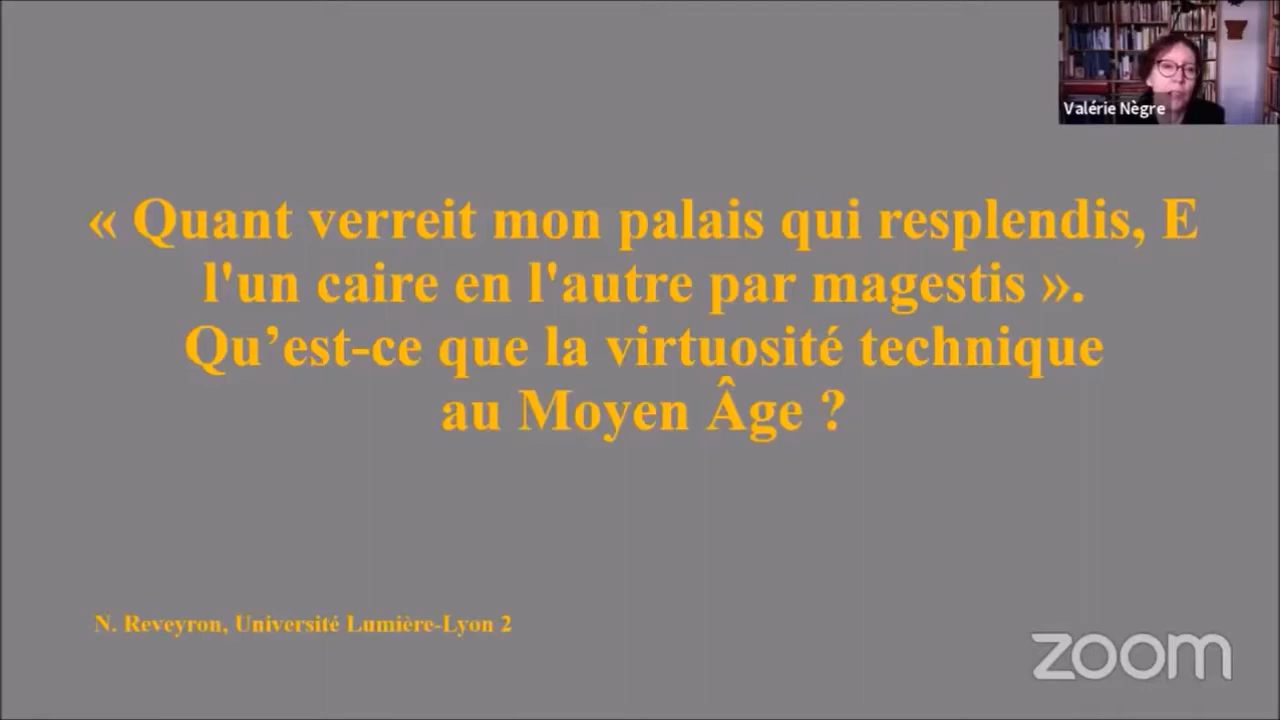 Valérie Nègre
« Quant verreit mon palais qui resplendis, E
l'un caire en l'autre par magestis ».
Qu’est-ce que la virtuosité technique
au Moyen Âge ?
N. Reveyron, Université Lumière-Lyon 2
zoom